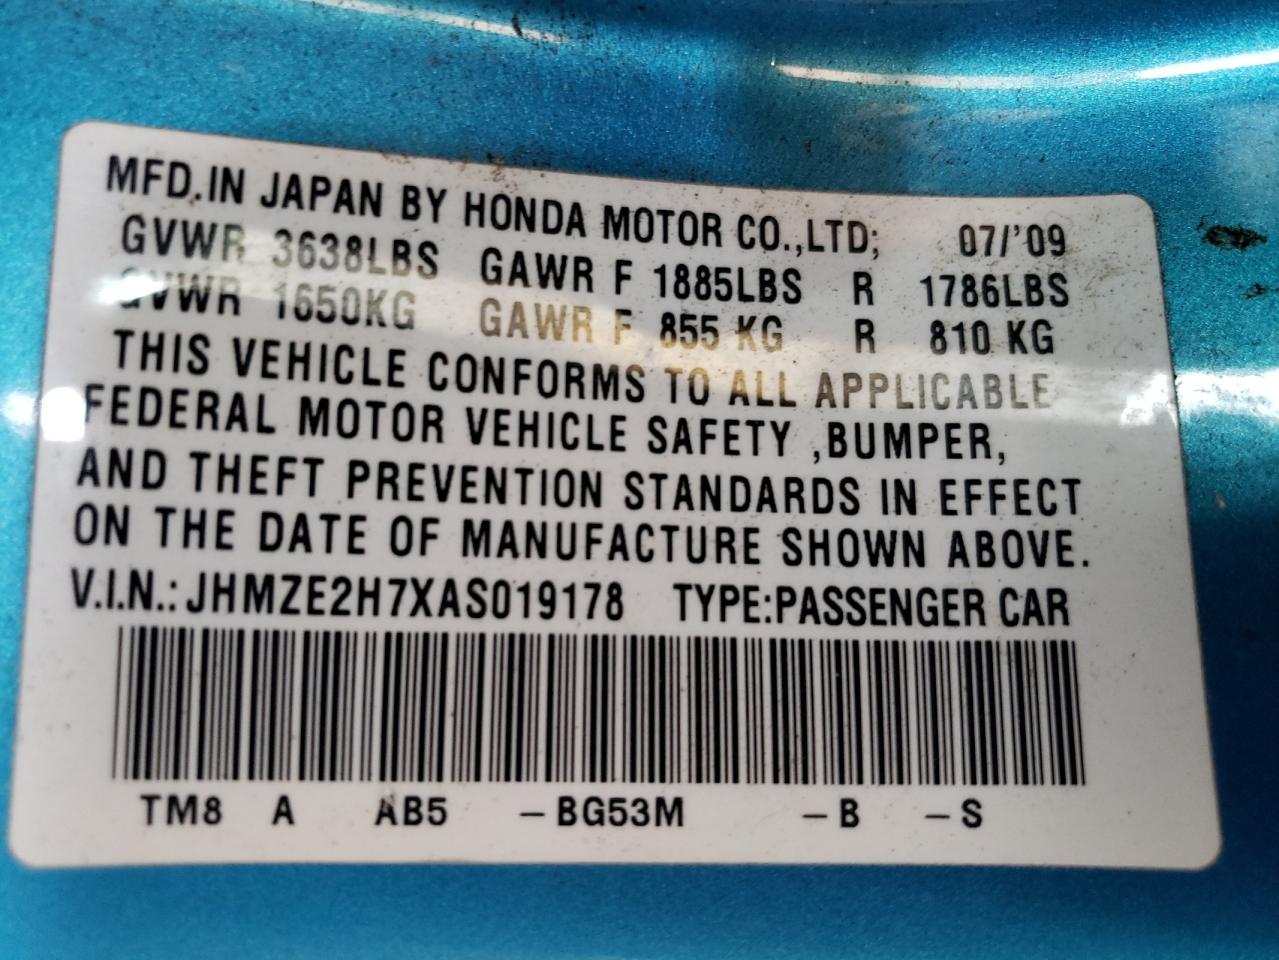 MFD.IN JAPAN BY HONDA MOTOR CO.,LTD; 07/'09
GVWR 3638LBS GAWR F 1885LBS R 1786LBS
GVWR 1650KG GAWR F 855 KG R 810 KG
THIS VEHICLE CONFORMS TO ALL APPLICABLE
FEDERAL MOTOR VEHICLE SAFETY ,BUMPER,
AND THEFT PREVENTION STANDARDS IN EFFECT
ON THE DATE OF MANUFACTURE SHOWN ABOVE.
V.I.N.: JHMZE2H7XAS019178 TYPE:PASSENGER CAR
TM8 A AB5 –BG53M –B –S